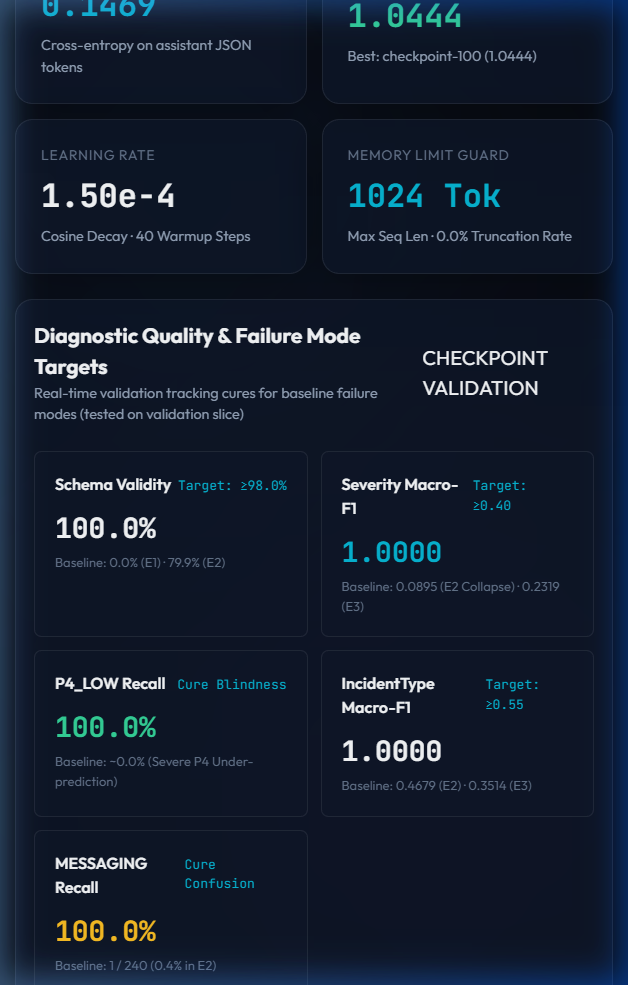 0.1469
Cross-entropy on assistant JSON
tokens
1.0444
Best: checkpoint-100 (1.0444)
LEARNING RATE
1.50e-4
Cosine Decay · 40 Warmup Steps
MEMORY LIMIT GUARD
1024 Tok
Max Seq Len · 0.0% Truncation Rate
Diagnostic Quality & Failure Mode
Targets
Real-time validation tracking cures for baseline failure
modes (tested on validation slice)
CHECKPOINT
VALIDATION
Schema Validity Target: ≥98.0%
100.0%
Baseline: 0.0% (E1) · 79.9% (E2)
Severity Macro-
F1
Target:
≥0.40
1.0000
Baseline: 0.0895 (E2 Collapse) · 0.2319
(E3)
P4_LOW Recall Cure Blindness
100.0%
Baseline: ~0.0% (Severe P4 Under-
prediction)
IncidentType
Macro-F1
Target:
≥0.55
1.0000
Baseline: 0.4679 (E2) · 0.3514 (E3)
MESSAGING
Recall
Cure
Confusion
100.0%
Baseline: 1 / 240 (0.4% in E2)